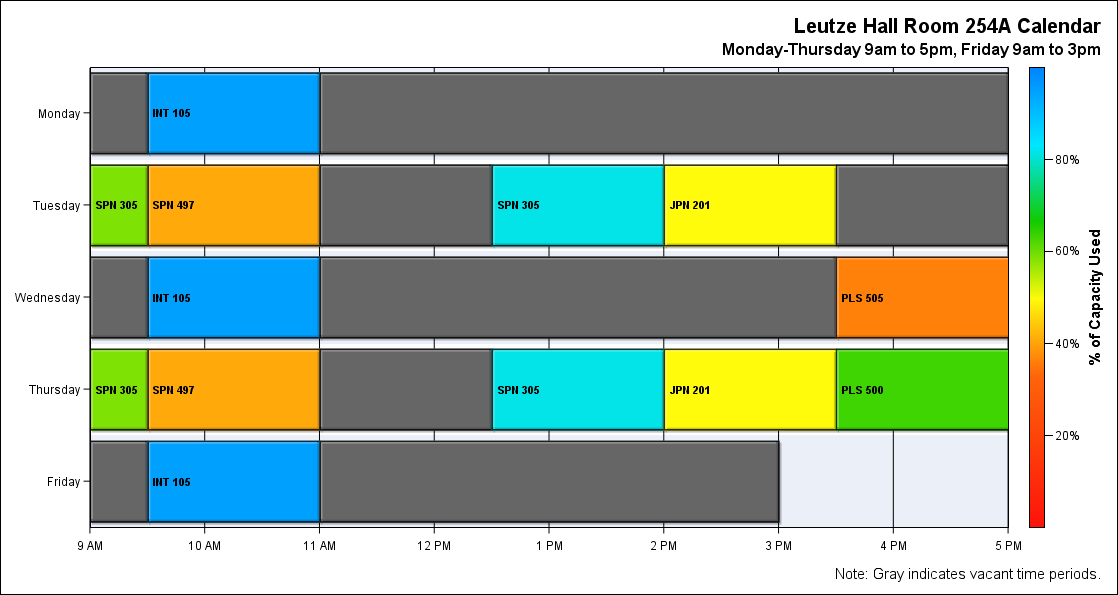 Leutze Hall Room 254A Calendar
Monday-Thursday 9am to 5pm, Friday 9am to 3pm
Monday
INT 105
Tuesday
SPN 305
SPN 497
SPN 305
JPN 201
Wednesday
INT 105
PLS 505
Thursday
SPN 305
SPN 497
SPN 305
JPN 201
PLS 500
Friday
INT 105
9 AM
10 AM
11 AM
12 PM
1 PM
2 PM
3 PM
4 PM
5 PM
80%
60%
40%
20%
% of Capacity Used
Note: Gray indicates vacant time periods.